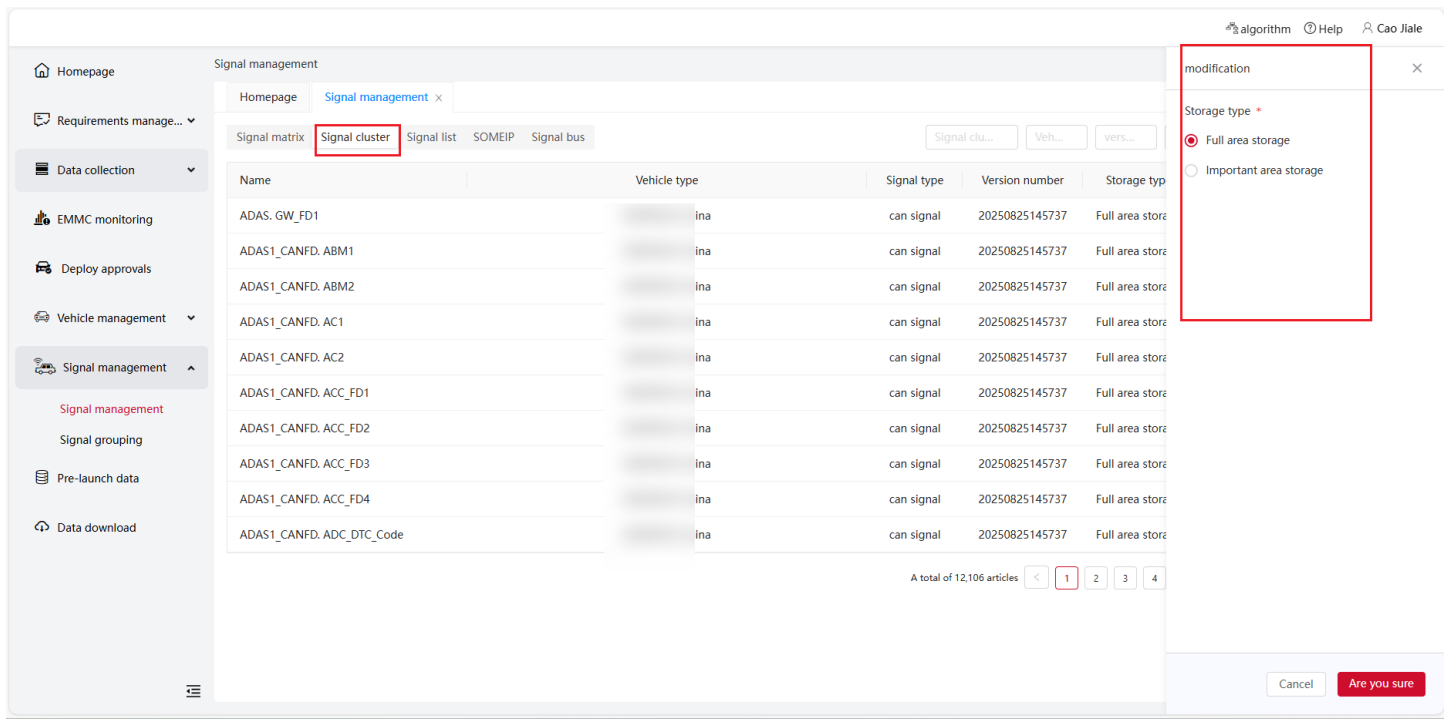 algorithm Help Cao Jiale
Homepage
Requirements manage...
Data collection
EMMC monitoring
Deploy approvals
Vehicle management
Signal management
Signal management
Signal grouping
Pre-launch data
Data download
Signal management
Homepage Signal management ×
Signal matrix Signal cluster Signal list SOMEIP Signal bus Signal clu... Veh... vers...
Name Vehicle type Signal type Version number Storage typ
ADAS. GW_FD1 ina can signal 20250825145737 Full area stora
ADAS1_CANFD. ABM1 ina can signal 20250825145737 Full area stora
ADAS1_CANFD. ABM2 ina can signal 20250825145737 Full area stora
ADAS1_CANFD. AC1 ina can signal 20250825145737 Full area stora
ADAS1_CANFD. AC2 ina can signal 20250825145737 Full area stora
ADAS1_CANFD. ACC_FD1 ina can signal 20250825145737 Full area stora
ADAS1_CANFD. ACC_FD2 ina can signal 20250825145737 Full area stora
ADAS1_CANFD. ACC_FD3 ina can signal 20250825145737 Full area stora
ADAS1_CANFD. ACC_FD4 ina can signal 20250825145737 Full area stora
ADAS1_CANFD. ADC_DTC_Code ina can signal 20250825145737 Full area stora
A total of 12,106 articles < 1 2 3 4
modification ×
Storage type *
Full area storage
Important area storage
Cancel Are you sure